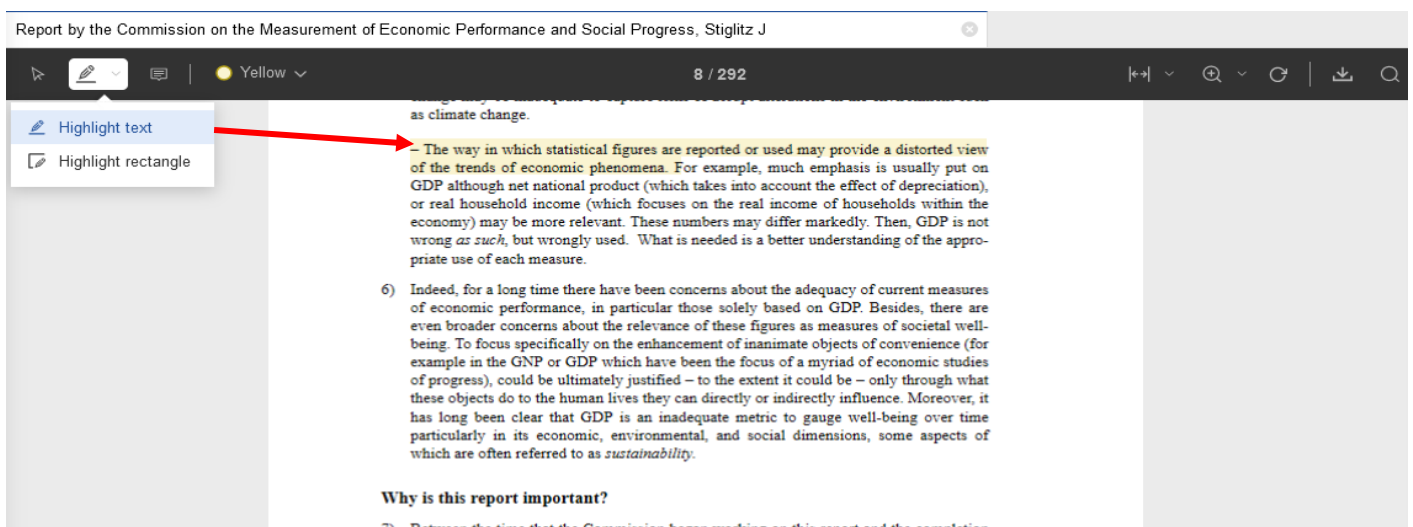 Report by the Commission on the Measurement of Economic Performance and Social Progress, Stiglitz J
Yellow
8 / 292
Highlight text
Highlight rectangle
as climate change.
– The way in which statistical figures are reported or used may provide a distorted view
of the trends of economic phenomena. For example, much emphasis is usually put on
GDP although net national product (which takes into account the effect of depreciation),
or real household income (which focuses on the real income of households within the
economy) may be more relevant. These numbers may differ markedly. Then, GDP is not
wrong as such, but wrongly used. What is needed is a better understanding of the appro-
priate use of each measure.
6) Indeed, for a long time there have been concerns about the adequacy of current measures
of economic performance, in particular those solely based on GDP. Besides, there are
even broader concerns about the relevance of these figures as measures of societal well-
being. To focus specifically on the enhancement of inanimate objects of convenience (for
example in the GNP or GDP which have been the focus of a myriad of economic studies
of progress), could be ultimately justified – to the extent it could be – only through what
these objects do to the human lives they can directly or indirectly influence. Moreover, it
has long been clear that GDP is an inadequate metric to gauge well-being over time
particularly in its economic, environmental, and social dimensions, some aspects of
which are often referred to as sustainability.
Why is this report important?